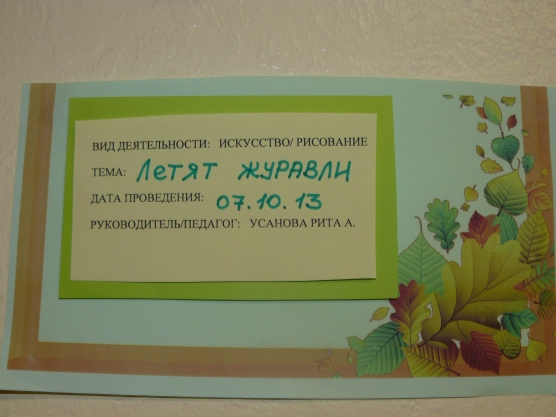 ВИД ДЕЯТЕЛЬНОСТИ: ИСКУССТВО/ РИСОВАНИЕ
ТЕМА: ЛЕТЯТ ЖУРАВЛИ
ДАТА ПРОВЕДЕНИЯ: 07.10.13
РУКОВОДИТЕЛЬ/ПЕДАГОГ: УСАНОВА РИТА А.